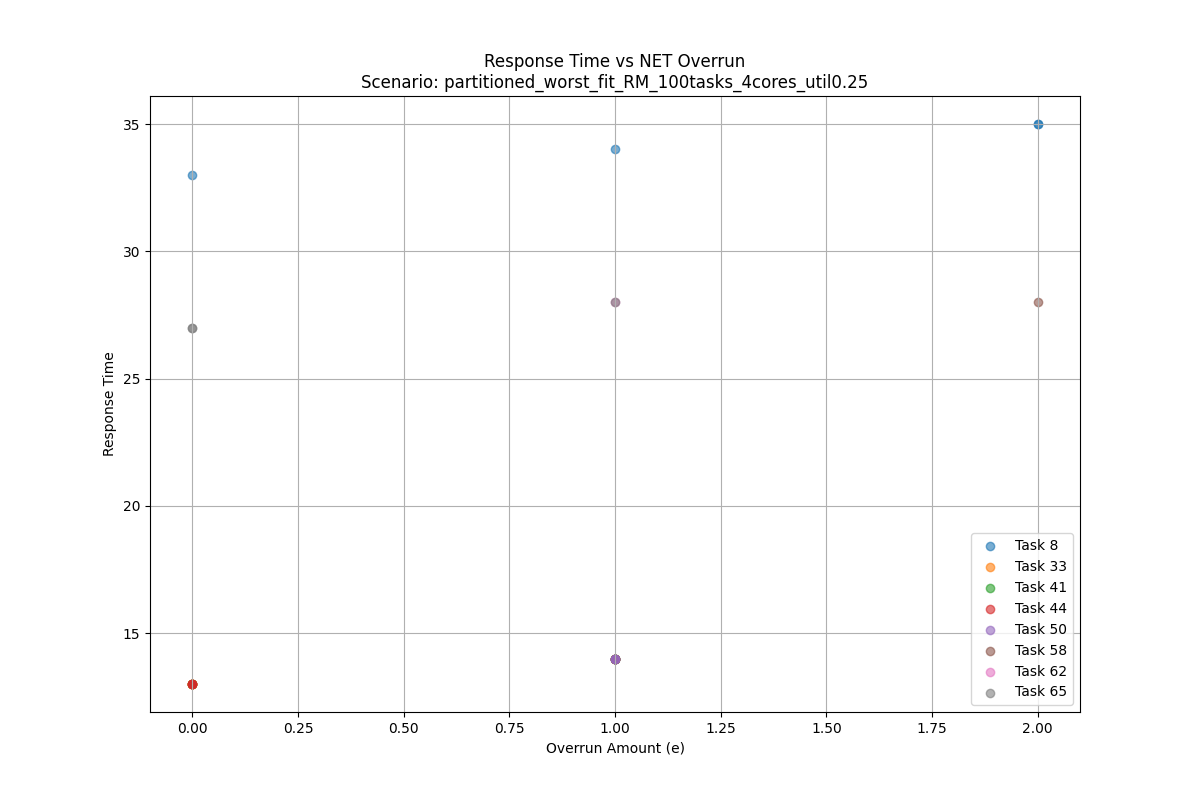 Response Time vs NET Overrun
Scenario: partitioned_worst_fit_RM_100tasks_4cores_util0.25
35
30
25
20
15
Response Time
0.00 0.25 0.50 0.75 1.00 1.25 1.50 1.75 2.00
Overrun Amount (e)
Task 8
Task 33
Task 41
Task 44
Task 50
Task 58
Task 62
Task 65